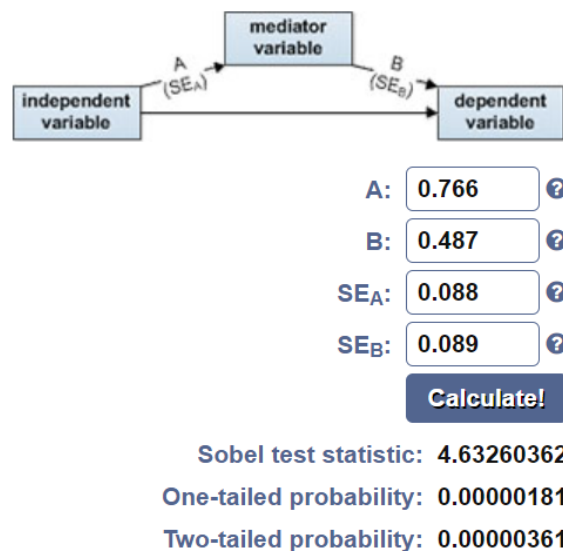 mediator
variable
A
(SEA)
B
(SEB)
independent
variable
dependent
variable
A: 0.766 ?
B: 0.487 ?
SEA: 0.088 ?
SEB: 0.089 ?
Calculate!
Sobel test statistic: 4.63260362
One-tailed probability: 0.00000181
Two-tailed probability: 0.00000361